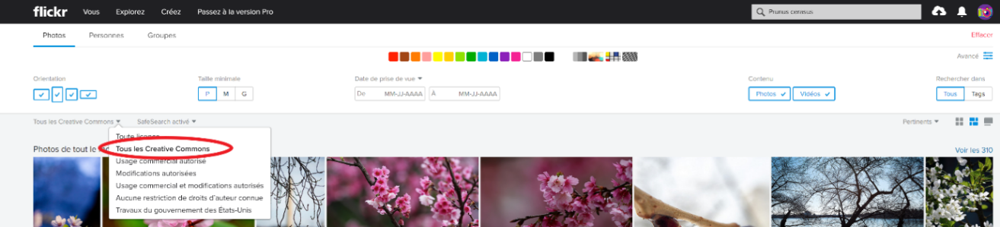 flickr Vous Explorez Créez Passez à la version Pro Prunus cerasus
Photos Personnes Groupes Effacer
Avancé
Orientation Taille minimale Date de prise de vue Contenu Rechercher dans
P M G De MM-JJ-AAAA À MM-JJ-AAAA Photos Vidéos Tous Tags
Tous les Creative Commons SafeSearch activé Pertinents
Toute licence
Photos de tout le Tous les Creative Commons Voir les 310
Usage commercial autorisé
Modifications autorisées
Usage commercial et modifications autorisés
Aucune restriction de droits d'auteur connue
Travaux du gouvernement des États-Unis